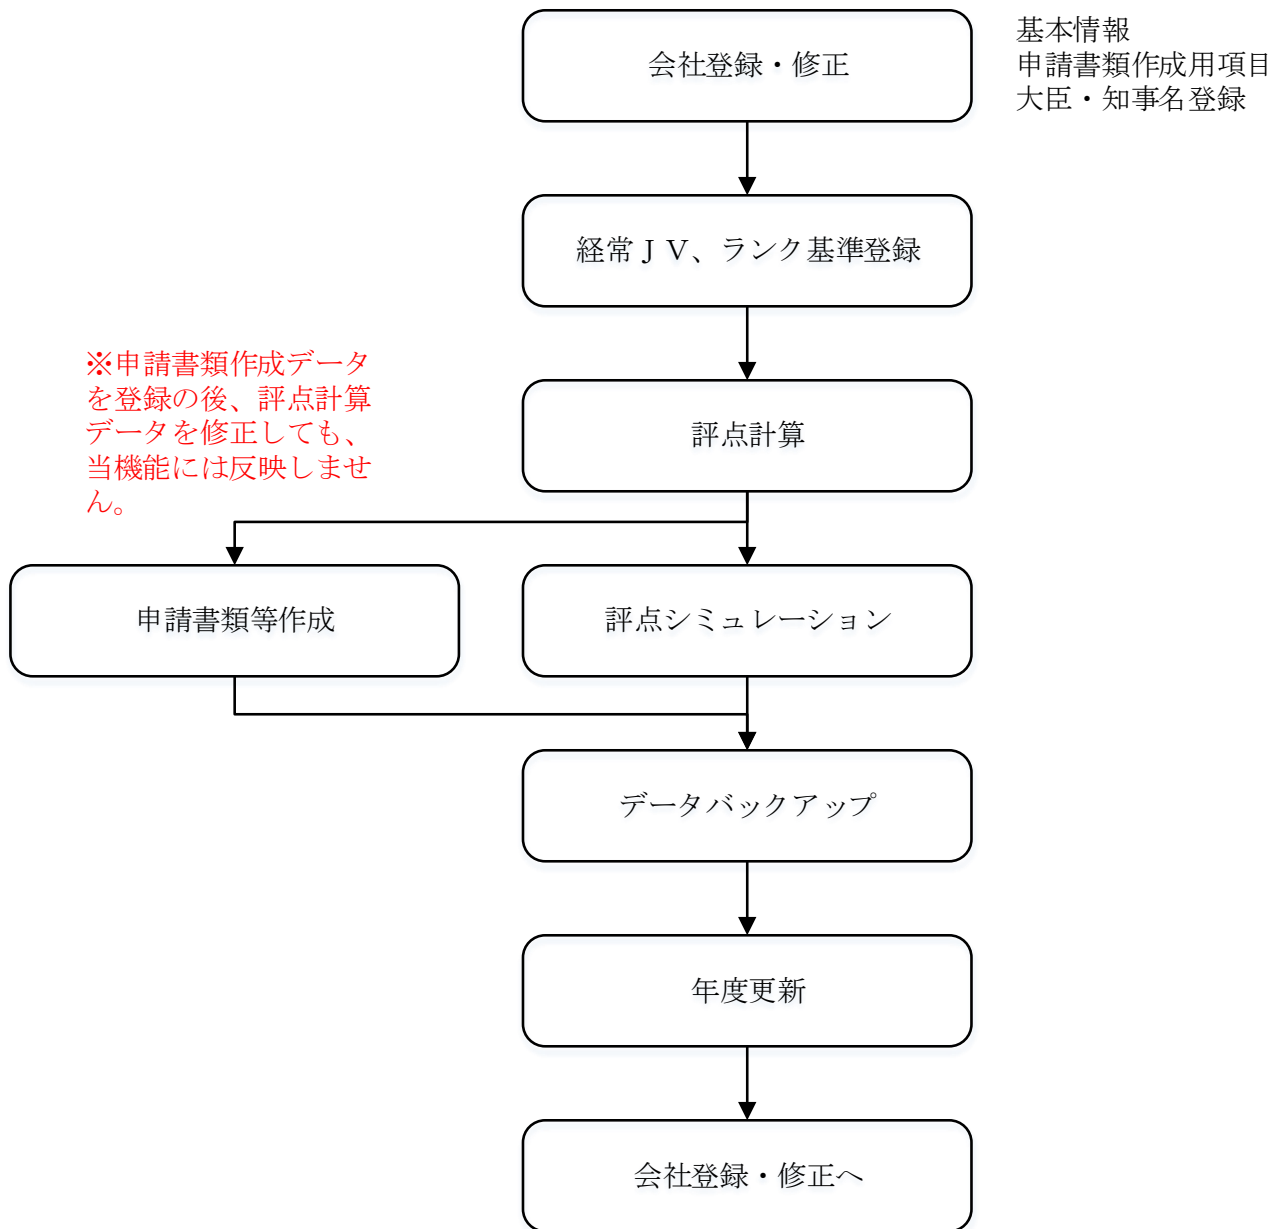 会社登録・修正
基本情報
申請書類作成用項目
大臣・知事名登録
経常ＪＶ、ランク基準登録
※申請書類作成データ
を登録の後、評点計算
データを修正しても、
当機能には反映しませ
ん。
評点計算
申請書類等作成
評点シミュレーション
データバックアップ
年度更新
会社登録・修正へ